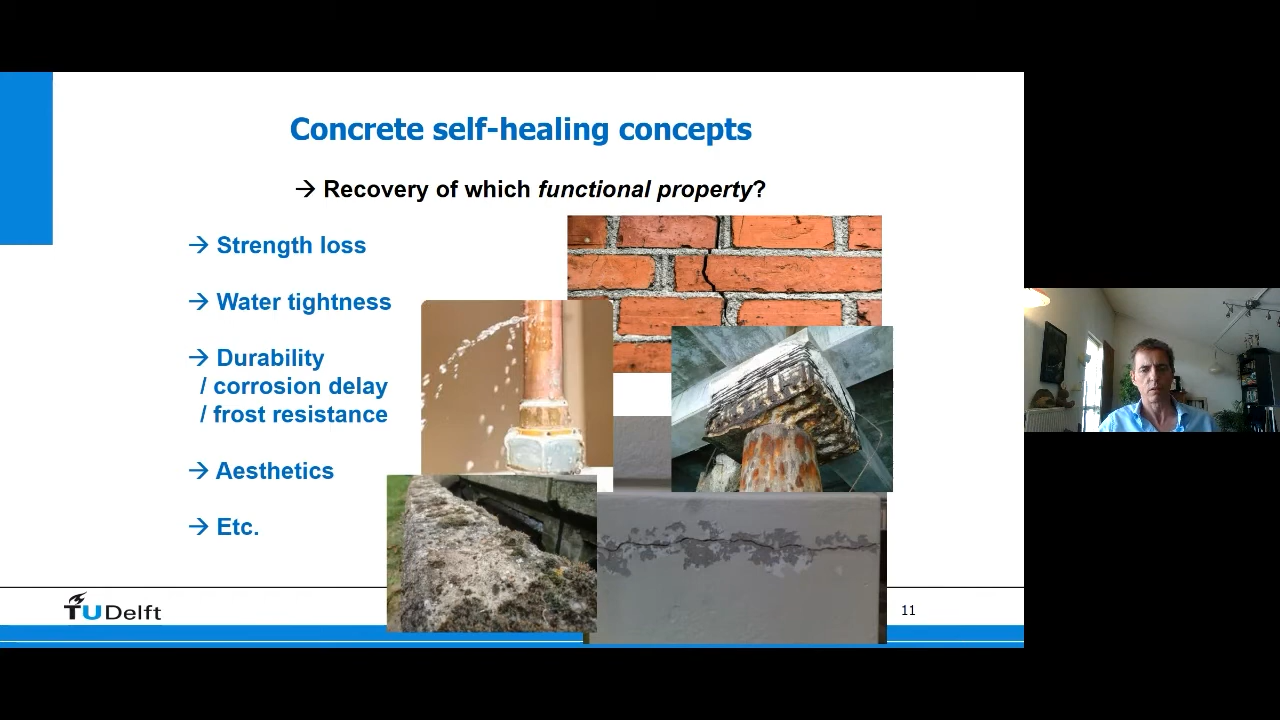 Concrete self-healing concepts
→ Recovery of which functional property?
→ Strength loss
→ Water tightness
→ Durability
/ corrosion delay
/ frost resistance
→ Aesthetics
→ Etc.
TUDelft
11